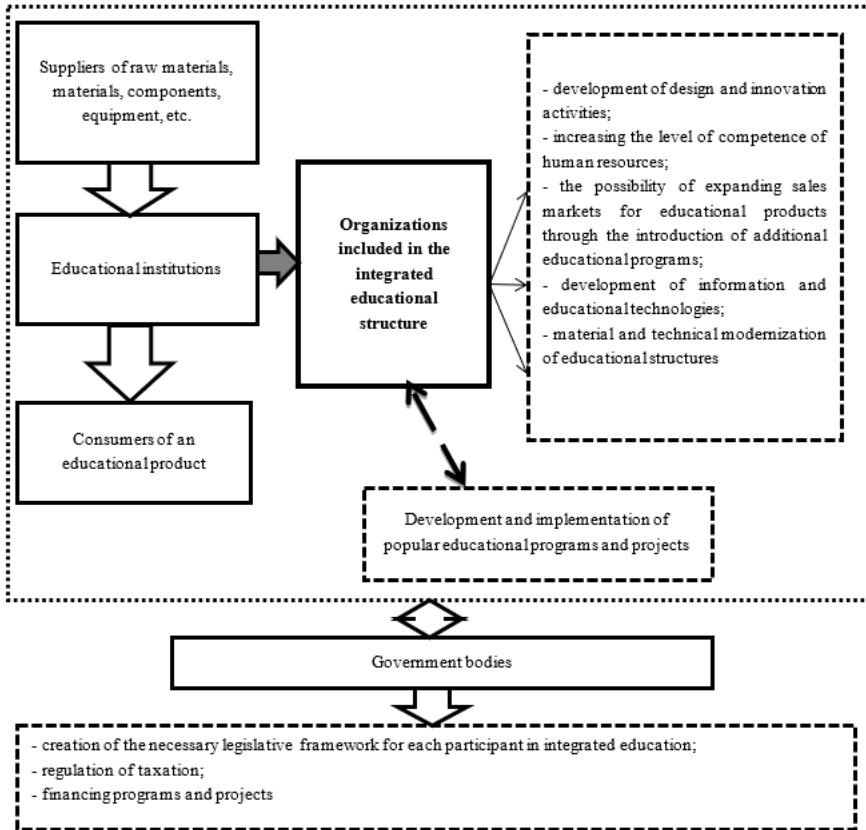 Suppliers of raw materials,
materials, components,
equipment, etc.
Educational institutions
Consumers of an
educational product
Organizations
included in the
integrated
educational
structure
- development of design and innovation
activities;
- increasing the level of competence of
human resources;
- the possibility of expanding sales
markets for educational products
through the introduction of additional
educational programs;
- development of information and
educational technologies;
- material and technical modernization
of educational structures
Development and implementation of
popular educational programs and projects
Government bodies
- creation of the necessary legislative framework for each participant in integrated education;
- regulation of taxation;
- financing programs and projects